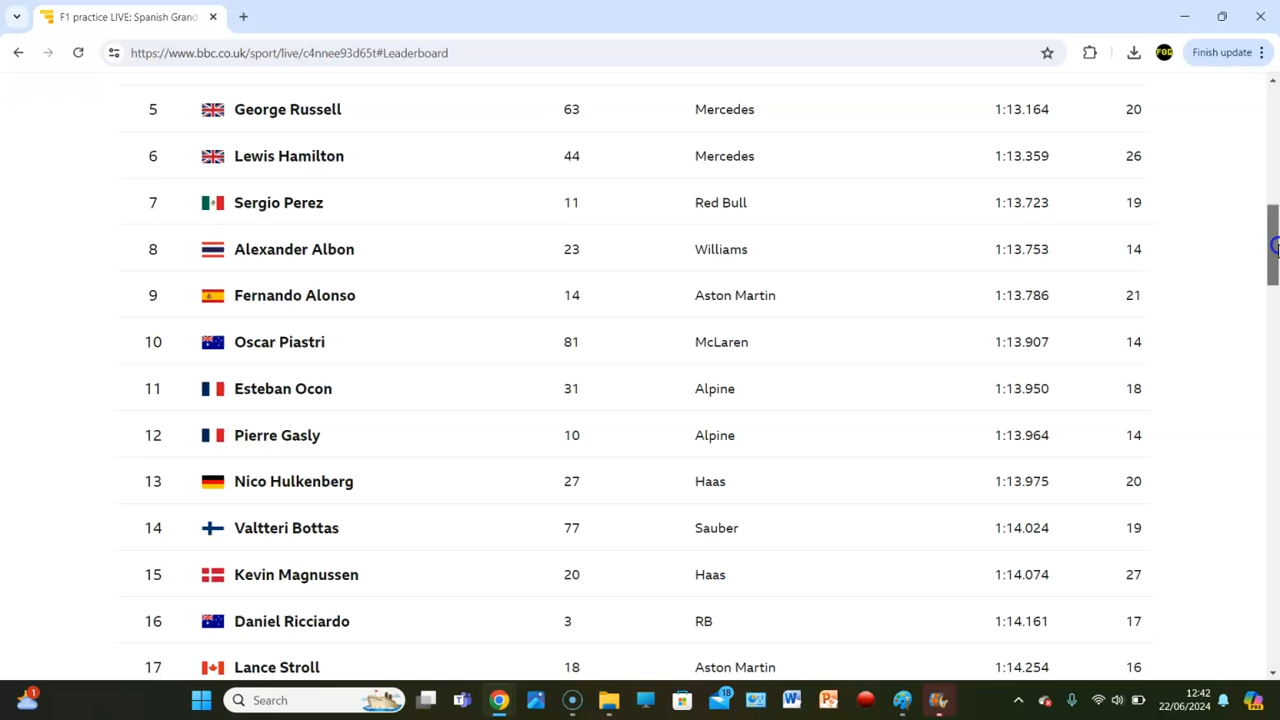 F1 practice LIVE: Spanish Grand
https://www.bbc.co.uk/sport/live/c4nnee93d65t#Leaderboard
FOG
Finish update
5 George Russell 63 Mercedes 1:13.164 20
6 Lewis Hamilton 44 Mercedes 1:13.359 26
7 Sergio Perez 11 Red Bull 1:13.723 19
8 Alexander Albon 23 Williams 1:13.753 14
9 Fernando Alonso 14 Aston Martin 1:13.786 21
10 Oscar Piastri 81 McLaren 1:13.907 14
11 Esteban Ocon 31 Alpine 1:13.950 18
12 Pierre Gasly 10 Alpine 1:13.964 14
13 Nico Hulkenberg 27 Haas 1:13.975 20
14 Valtteri Bottas 77 Sauber 1:14.024 19
15 Kevin Magnussen 20 Haas 1:14.074 27
16 Daniel Ricciardo 3 RB 1:14.161 17
17 Lance Stroll 18 Aston Martin 1:14.254 16
1
Search
18
12:42
22/06/2024